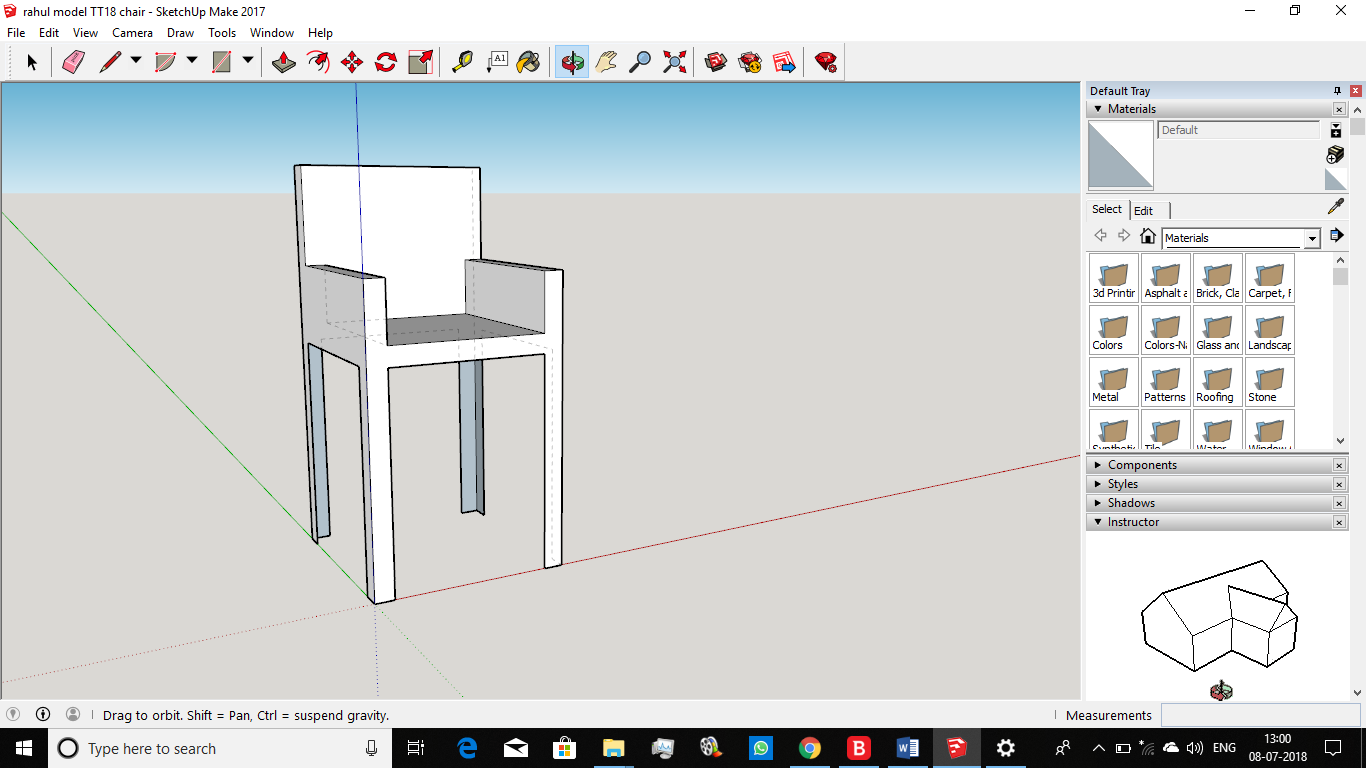 rahul model TT18 chair - SketchUp Make 2017
File Edit View Camera Draw Tools Window Help
A1
Default Tray
Materials
Default
Select Edit
Materials
3d Printin Asphalt a Brick, Cla Carpet, F
Colors Colors-Na Glass and Landscap
Metal Patterns Roofing Stone
Synthetic Tile Water Window
Components
Styles
Shadows
Instructor
Drag to orbit. Shift = Pan, Ctrl = suspend gravity.
Measurements
Type here to search
B
W
ENG
13:00
08-07-2018